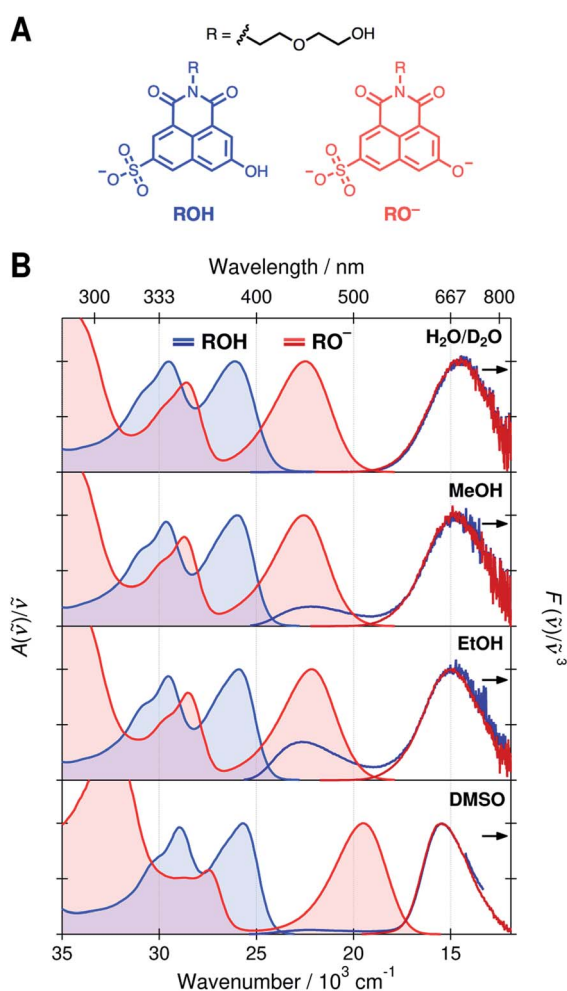 A
R =
O
OH
R
R
O
N
O
O
N
O
O
⁻O
S
O
OH
O
⁻O
S
O
O⁻
ROH
RO⁻
B
Wavelength / nm
300 333 400 500 667 800
ROH
RO⁻
H₂O/D₂O
MeOH
EtOH
DMSO
A(ν̃)/ν̃
F (ν̃)/ν̃³
35 30 25 20 15
Wavenumber / 10³ cm⁻¹